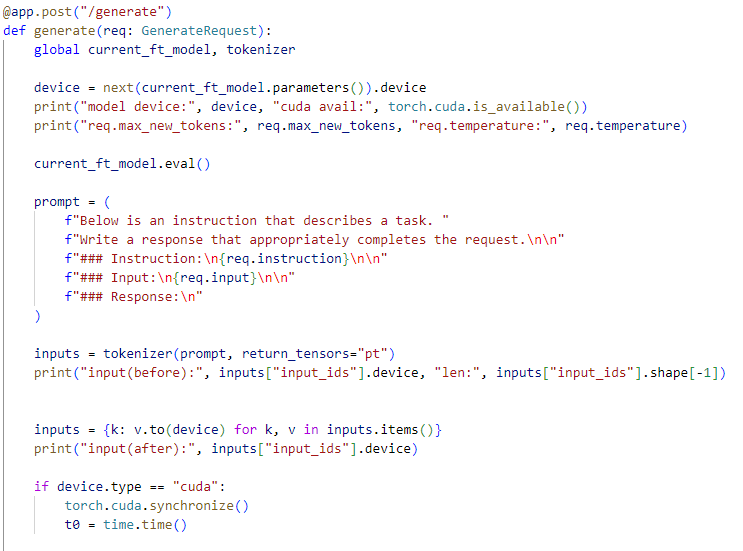 @app.post("/generate")
def generate(req: GenerateRequest):
    global current_ft_model, tokenizer

    device = next(current_ft_model.parameters()).device
    print("model device:", device, "cuda avail:", torch.cuda.is_available())
    print("req.max_new_tokens:", req.max_new_tokens, "req.temperature:", req.temperature)

    current_ft_model.eval()

    prompt = (
        f"Below is an instruction that describes a task. "
        f"Write a response that appropriately completes the request.\n\n"
        f"### Instruction:\n{req.instruction}\n\n"
        f"### Input:\n{req.input}\n\n"
        f"### Response:\n"
    )

    inputs = tokenizer(prompt, return_tensors="pt")
    print("input(before):", inputs["input_ids"].device, "len:", inputs["input_ids"].shape[-1])


    inputs = {k: v.to(device) for k, v in inputs.items()}
    print("input(after):", inputs["input_ids"].device)

    if device.type == "cuda":
        torch.cuda.synchronize()
        t0 = time.time()